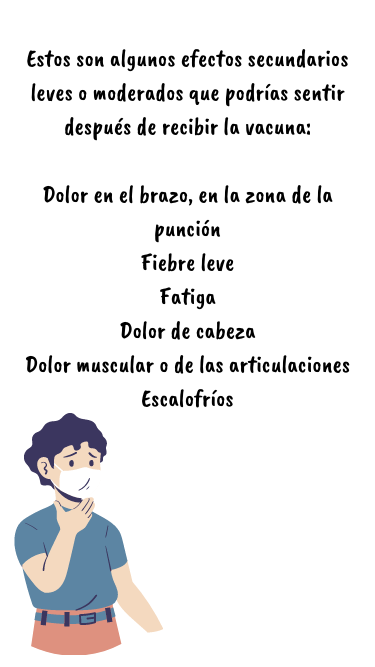 Estos son algunos efectos secundarios
leves o moderados que podrías sentir
después de recibir la vacuna:
Dolor en el brazo, en la zona de la
punción
Fiebre leve
Fatiga
Dolor de cabeza
Dolor muscular o de las articulaciones
Escalofríos